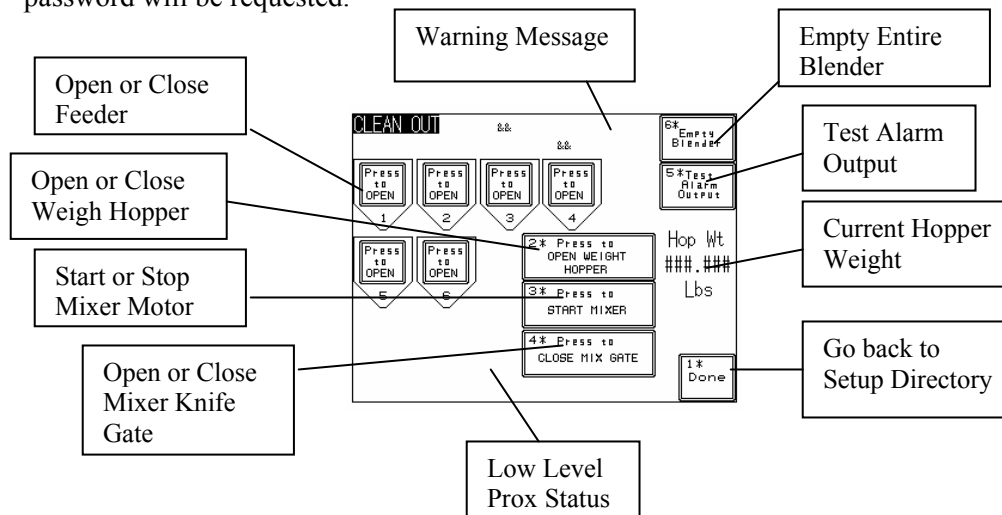 password will be requested.
Warning Message
Empty Entire
Blender
Open or Close
Feeder
Test Alarm
Output
Open or Close
Weigh Hopper
Current Hopper
Weight
Start or Stop
Mixer Motor
Go back to
Setup Directory
Open or Close
Mixer Knife
Gate
Low Level
Prox Status
CLEAN OUT
&&
&&
6*
Empty
Blender
5*Test
Alarm
Output
Press
to
OPEN
1
Press
to
OPEN
2
Press
to
OPEN
3
Press
to
OPEN
4
Press
to
OPEN
5
Press
to
OPEN
6
2* Press to
OPEN WEIGHT
HOPPER
3* Press to
START MIXER
4* Press to
CLOSE MIX GATE
Hop Wt
###.###
Lbs
1*
Done